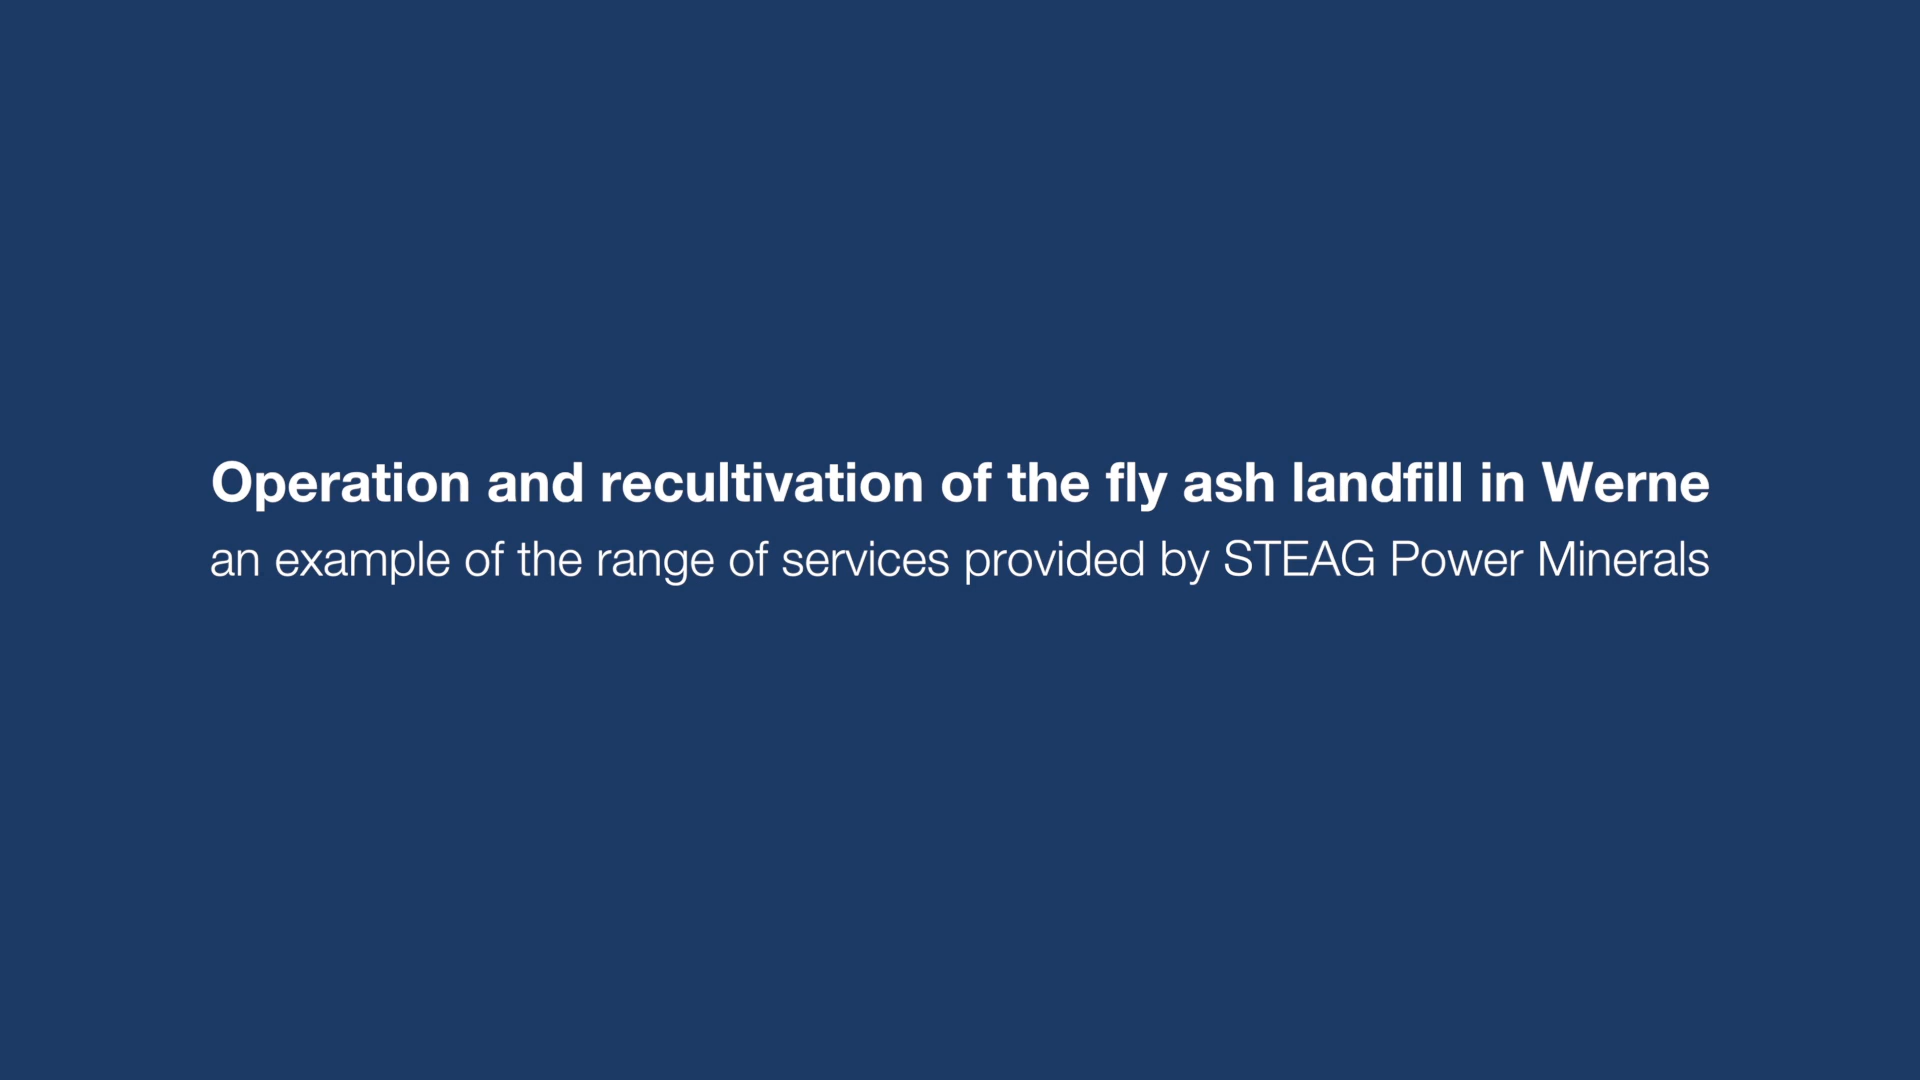 Operation and recultivation of the fly ash landfill in Werne
an example of the range of services provided by STEAG Power Minerals